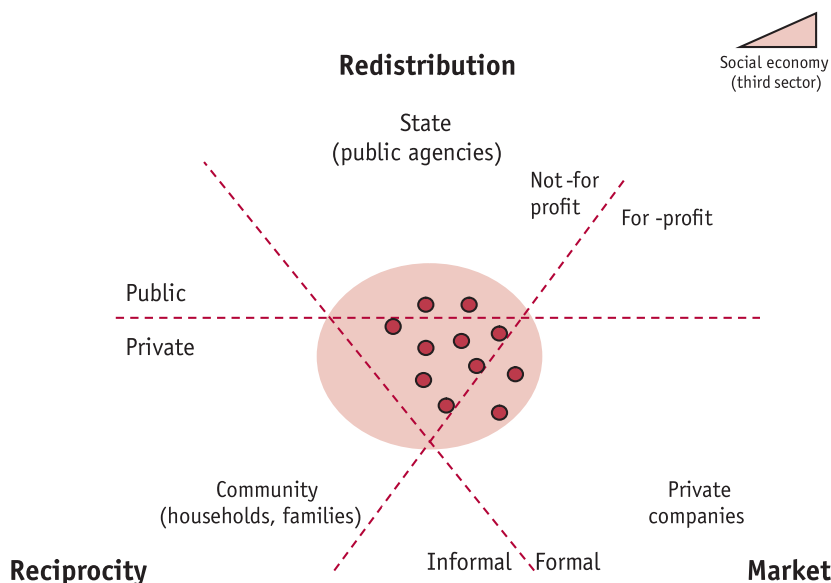 Social economy
(third sector)
Redistribution
State
(public agencies)
Not-for
profit
For-profit
Public
Private
Community
(households, families)
Private
companies
Informal
Formal
Reciprocity
Market